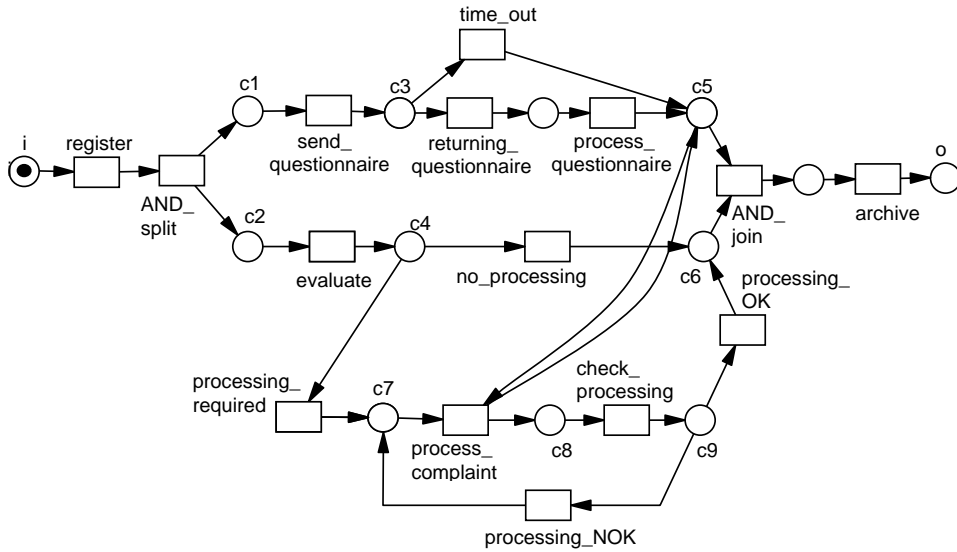 time_out
c1
c3
c5
i
register
send_
questionnaire
returning_
questionnaire
process_
questionnaire
o
AND_
split
AND_
join
archive
c2
c4
evaluate
no_processing
c6
processing_
OK
processing_
required
c7
check_
processing
process_
complaint
c8
c9
processing_NOK